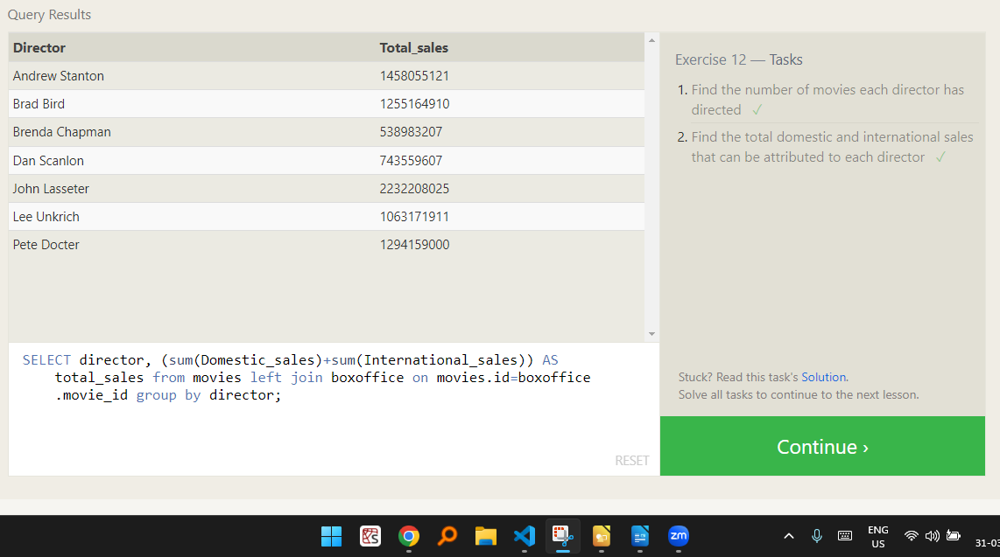 Query Results
Director Total_sales
Andrew Stanton 1458055121
Brad Bird 1255164910
Brenda Chapman 538983207
Dan Scanlon 743559607
John Lasseter 2232208025
Lee Unkrich 1063171911
Pete Docter 1294159000
Exercise 12 — Tasks
1. Find the number of movies each director has
directed ✓
2. Find the total domestic and international sales
that can be attributed to each director ✓
SELECT director, (sum(Domestic_sales)+sum(International_sales)) AS
total_sales from movies left join boxoffice on movies.id=boxoffice
.movie_id group by director;
RESET
Stuck? Read this task's Solution.
Solve all tasks to continue to the next lesson.
Continue ›
zm
ENG
US
31-03